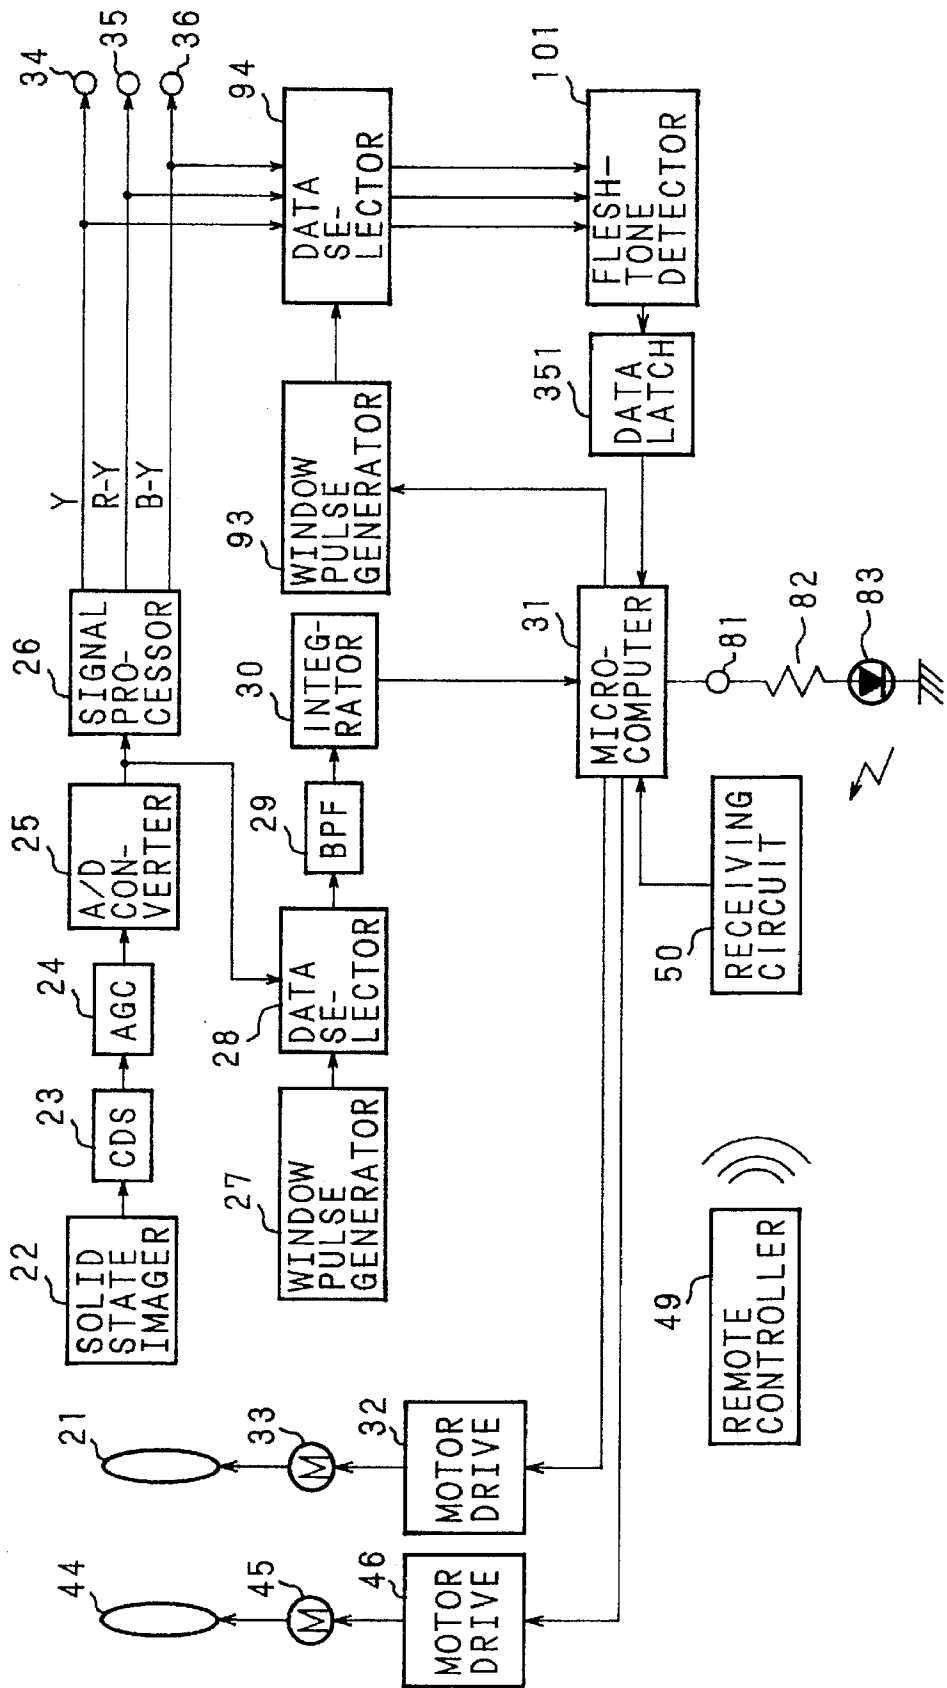 44
45
46
MOTOR
DRIVE
21
33
32
MOTOR
DRIVE
M
M
22
SOLID
STATE
IMAGER
23
CDS
24
AGC
25
A/D
CON-
VERTER
26
SIGNAL
PRO-
CESSOR
Y
R-Y
B-Y
34
35
36
27
WINDOW
PULSE
GENERATOR
28
DATA
SE-
LECTOR
29
BPF
30
INTEG-
RATOR
93
WINDOW
PULSE
GENERATOR
94
DATA
SE-
LECTOR
31
MICRO-
COMPUTER
351
DATA
LATCH
101
FLESH-
TONE
DETECTOR
49
REMOTE
CONTROLLER
50
RECEIVING
CIRCUIT
81
82
83